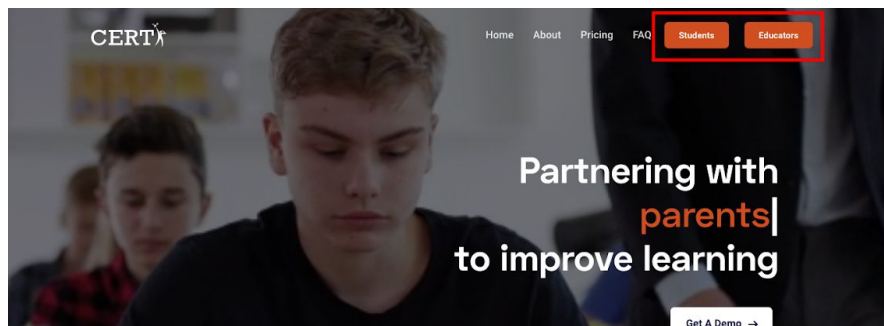 CERT
Home About Pricing FAQ Students Educators
Partnering with
parents
to improve learning
Get A Demo →